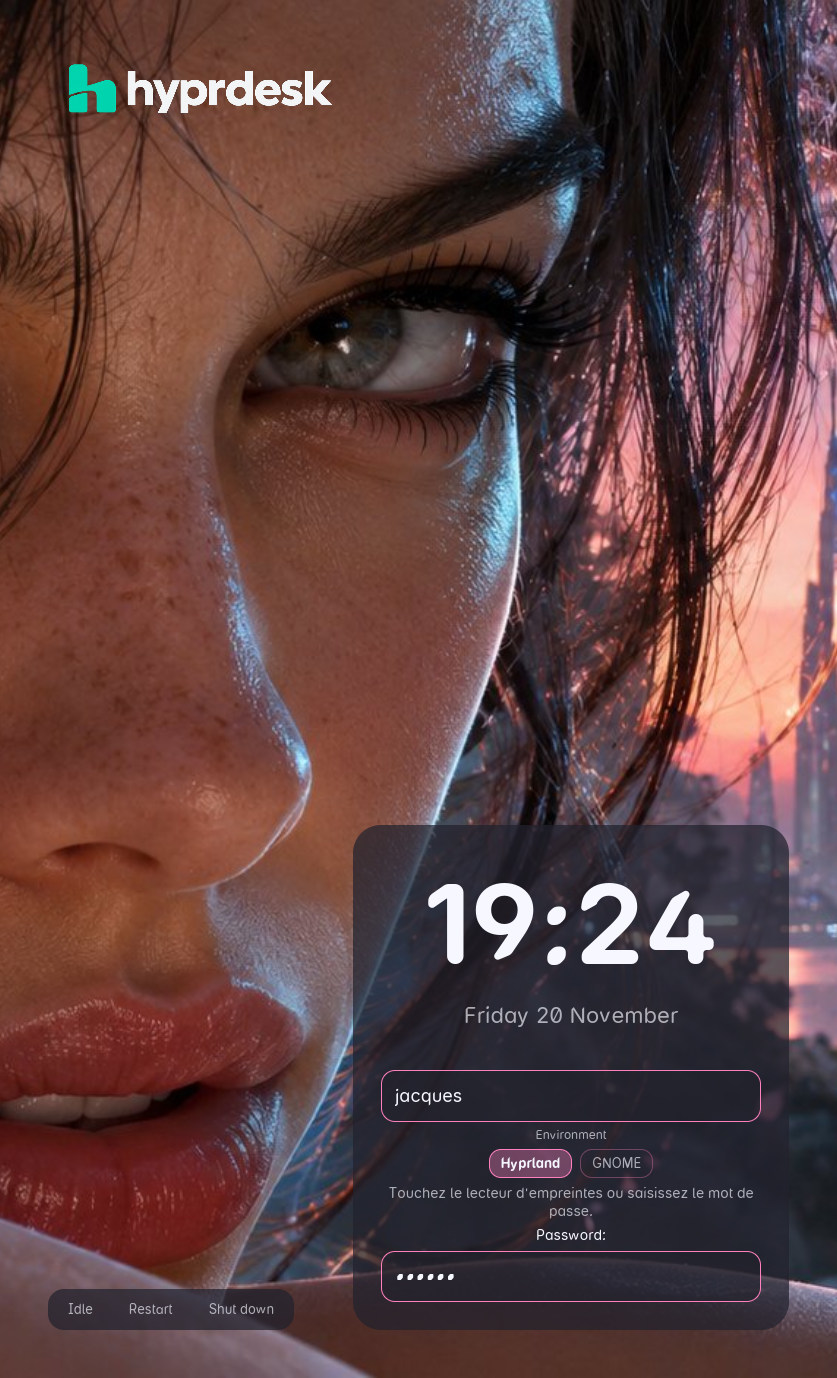 hyprdesk
19:24
Friday 20 November
jacques
Environment
Hyprland GNOME
Touchez le lecteur d'empreintes ou saisissez le mot de
passe.
Password:
••••••
Idle Restart Shut down